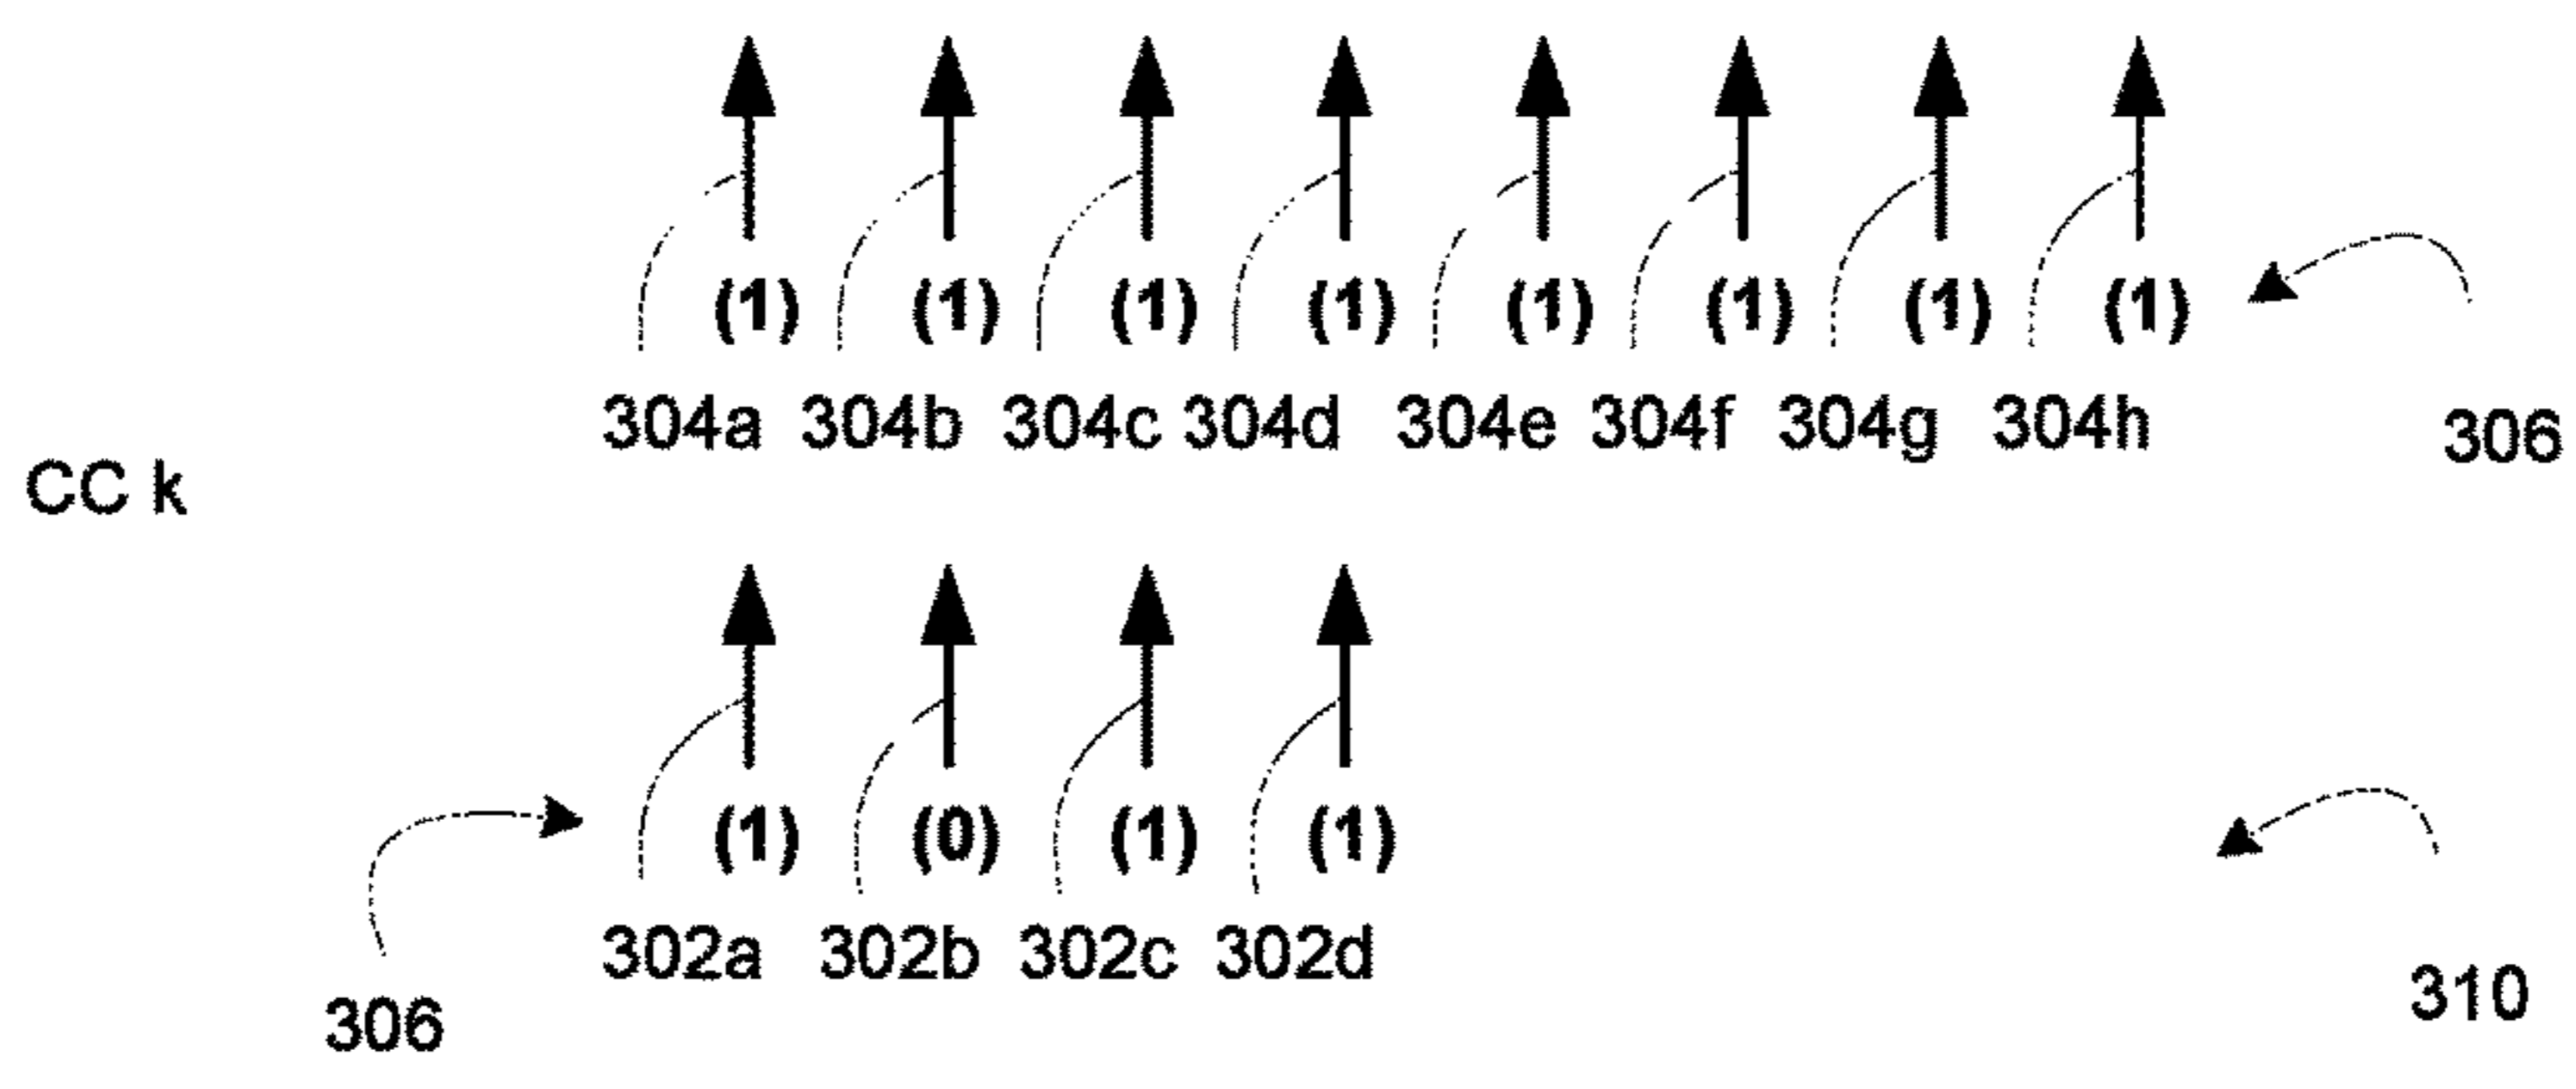 (1) (1) (1) (1) (1) (1) (1) (1)
304a 304b 304c 304d 304e 304f 304g 304h 306
CC k
(1) (0) (1) (1)
302a 302b 302c 302d
306 310